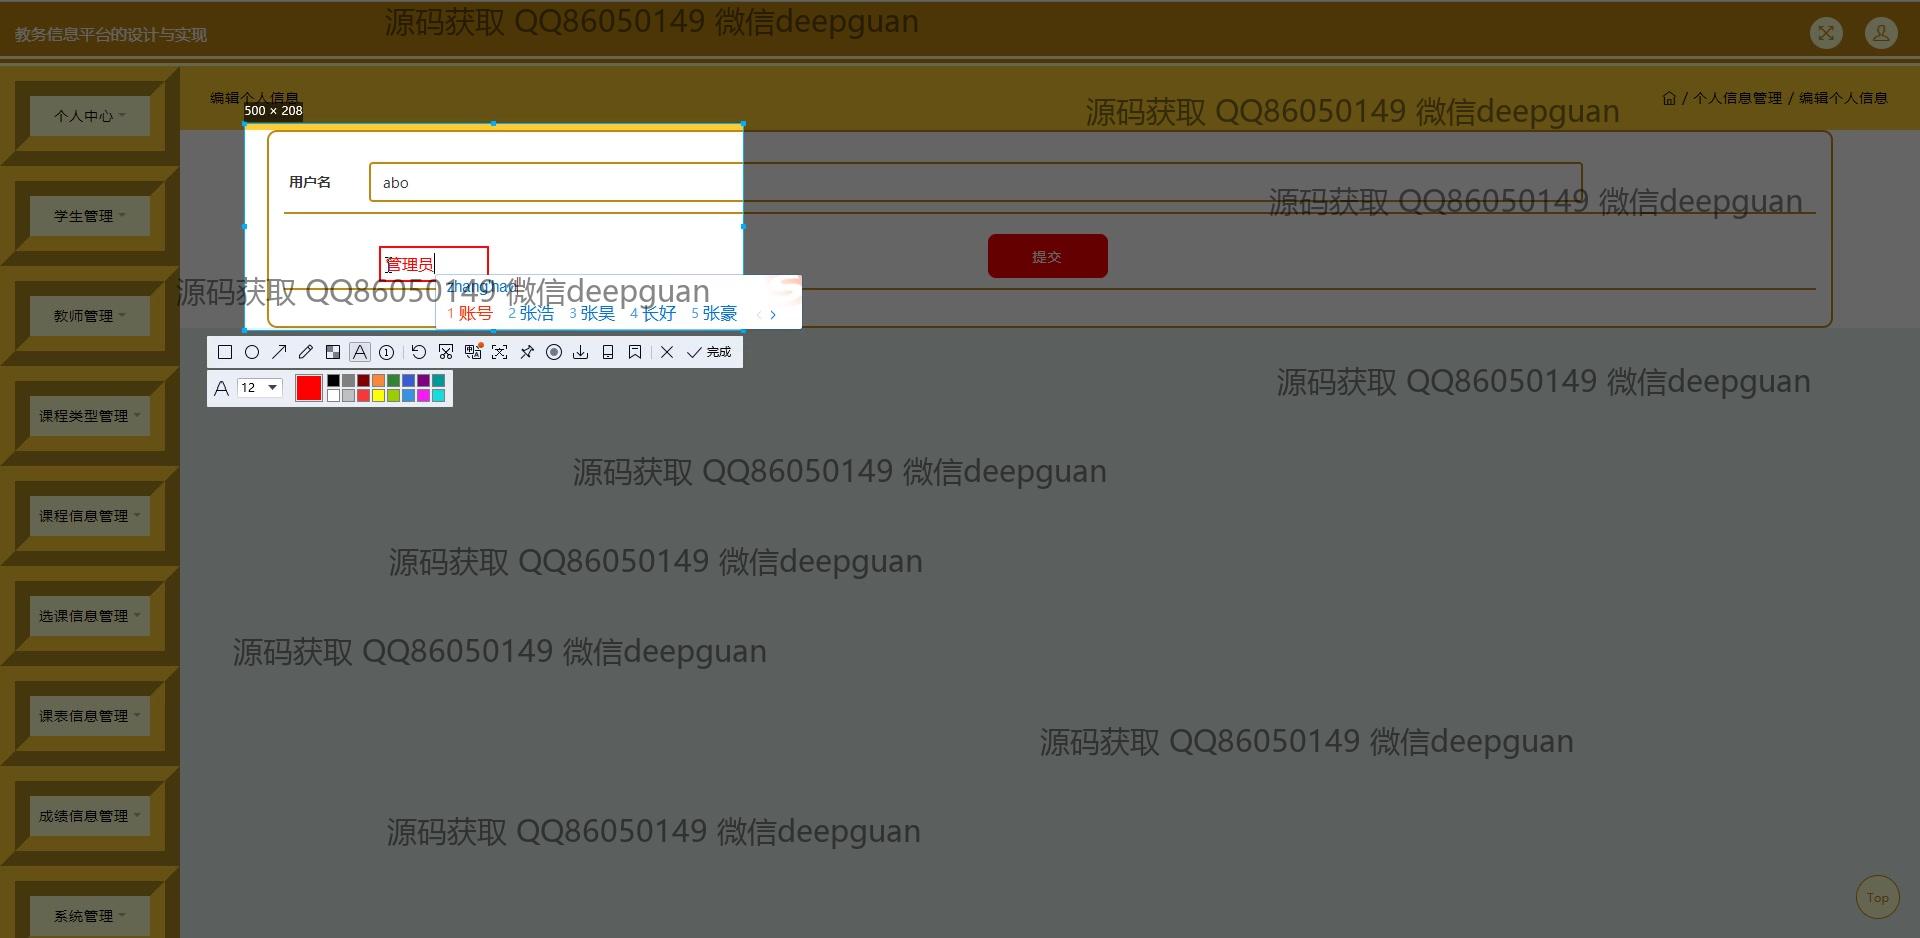 源码获取 QQ86050149 微信deepguan
教务信息平台的设计与实现
编辑个人信息
/ 个人信息管理 / 编辑个人信息
500 × 208
源码获取 QQ86050149 微信deepguan
个人中心
用户名
abo
源码获取 QQ86050149 微信deepguan
学生管理
管理员
提交
源码获取 QQ86050149 微信deepguan
zhang'hao
1 账号 2 张浩 3 张昊 4 长好 5 张豪
教师管理
完成
12
源码获取 QQ86050149 微信deepguan
课程类型管理
源码获取 QQ86050149 微信deepguan
课程信息管理
源码获取 QQ86050149 微信deepguan
选课信息管理
源码获取 QQ86050149 微信deepguan
课表信息管理
源码获取 QQ86050149 微信deepguan
成绩信息管理
源码获取 QQ86050149 微信deepguan
系统管理
Top